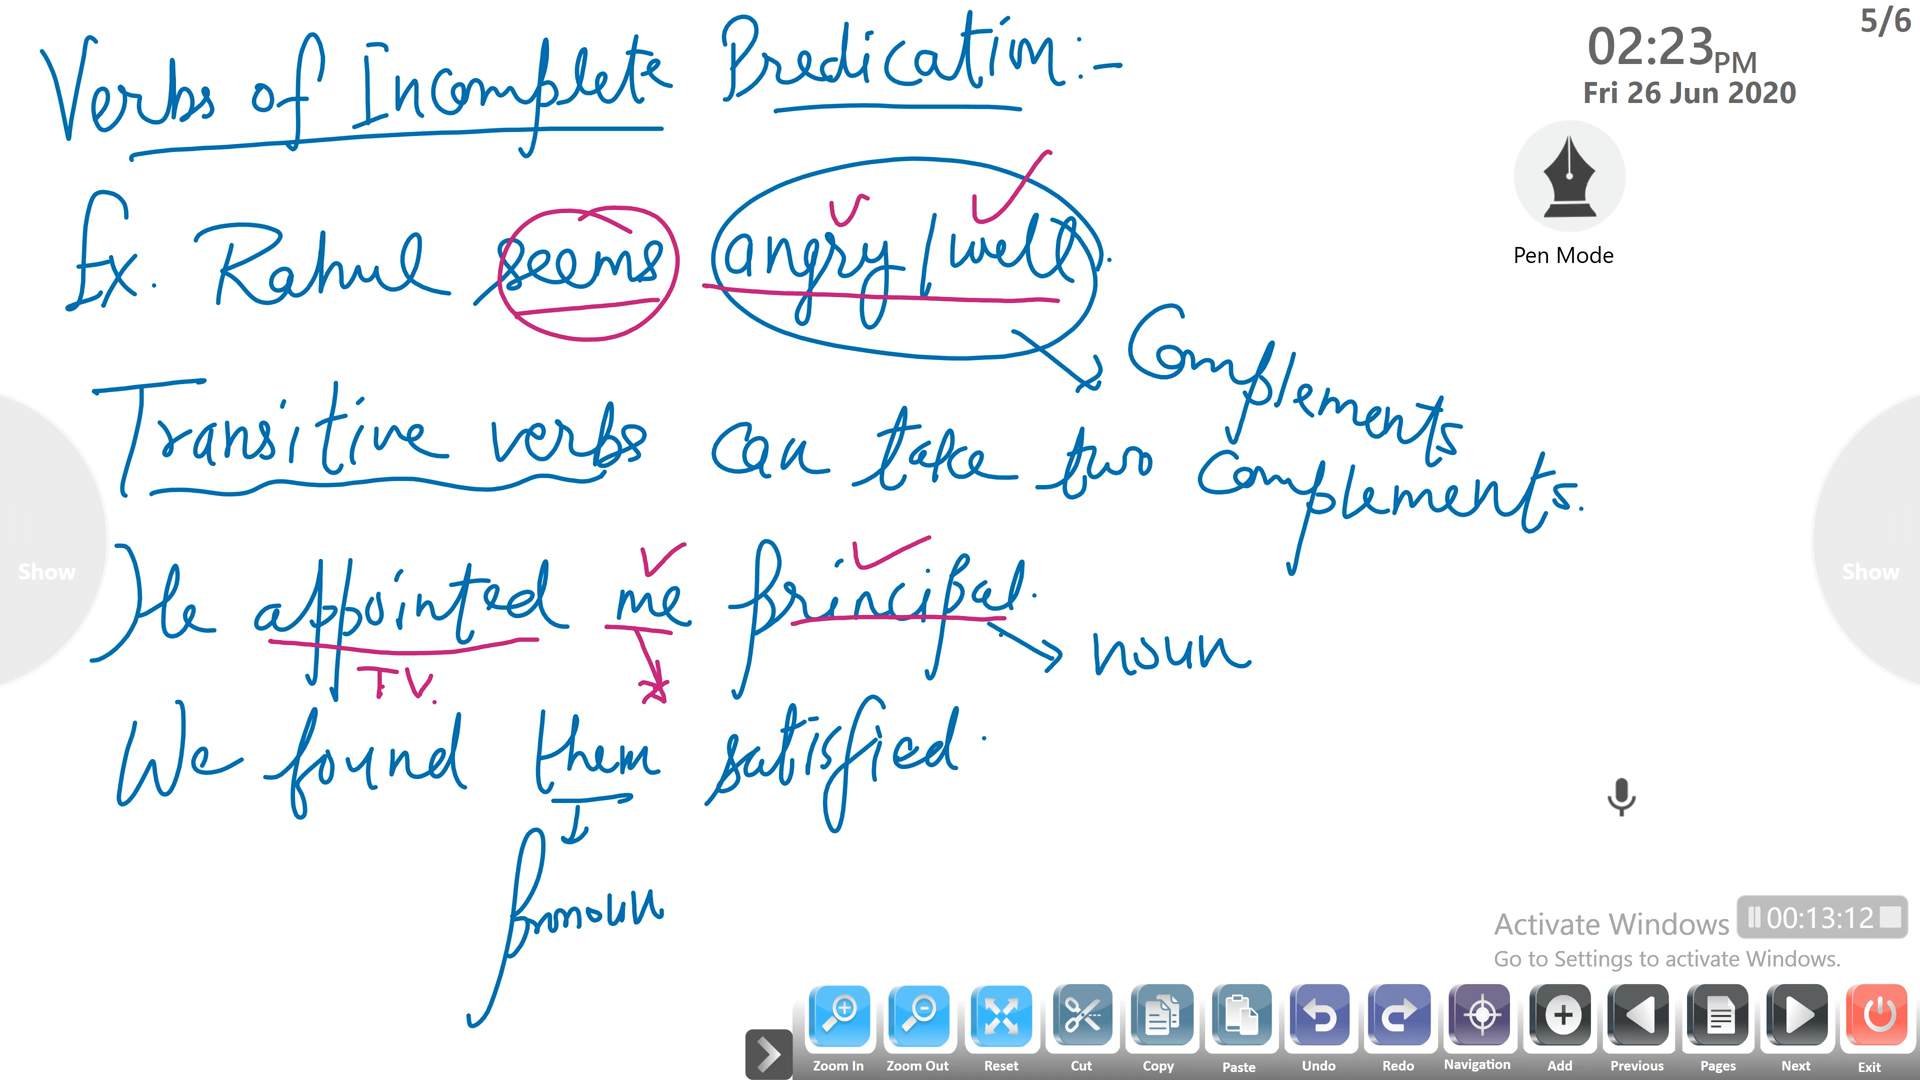 5/6
02:23PM
Fri 26 Jun 2020
Pen Mode
Verbs of Incomplete Predication:-
Ex. Rahul seems angry/well.
Complements
Transitive verbs can take two complements.
He appointed me principal.
T.V.
noun
We found them satisfied.
pronoun
Show
Show
Activate Windows
00:13:12
Go to Settings to activate Windows.
Zoom In Zoom Out Reset Cut Copy Paste Undo Redo Navigation Add Previous Pages Next Exit